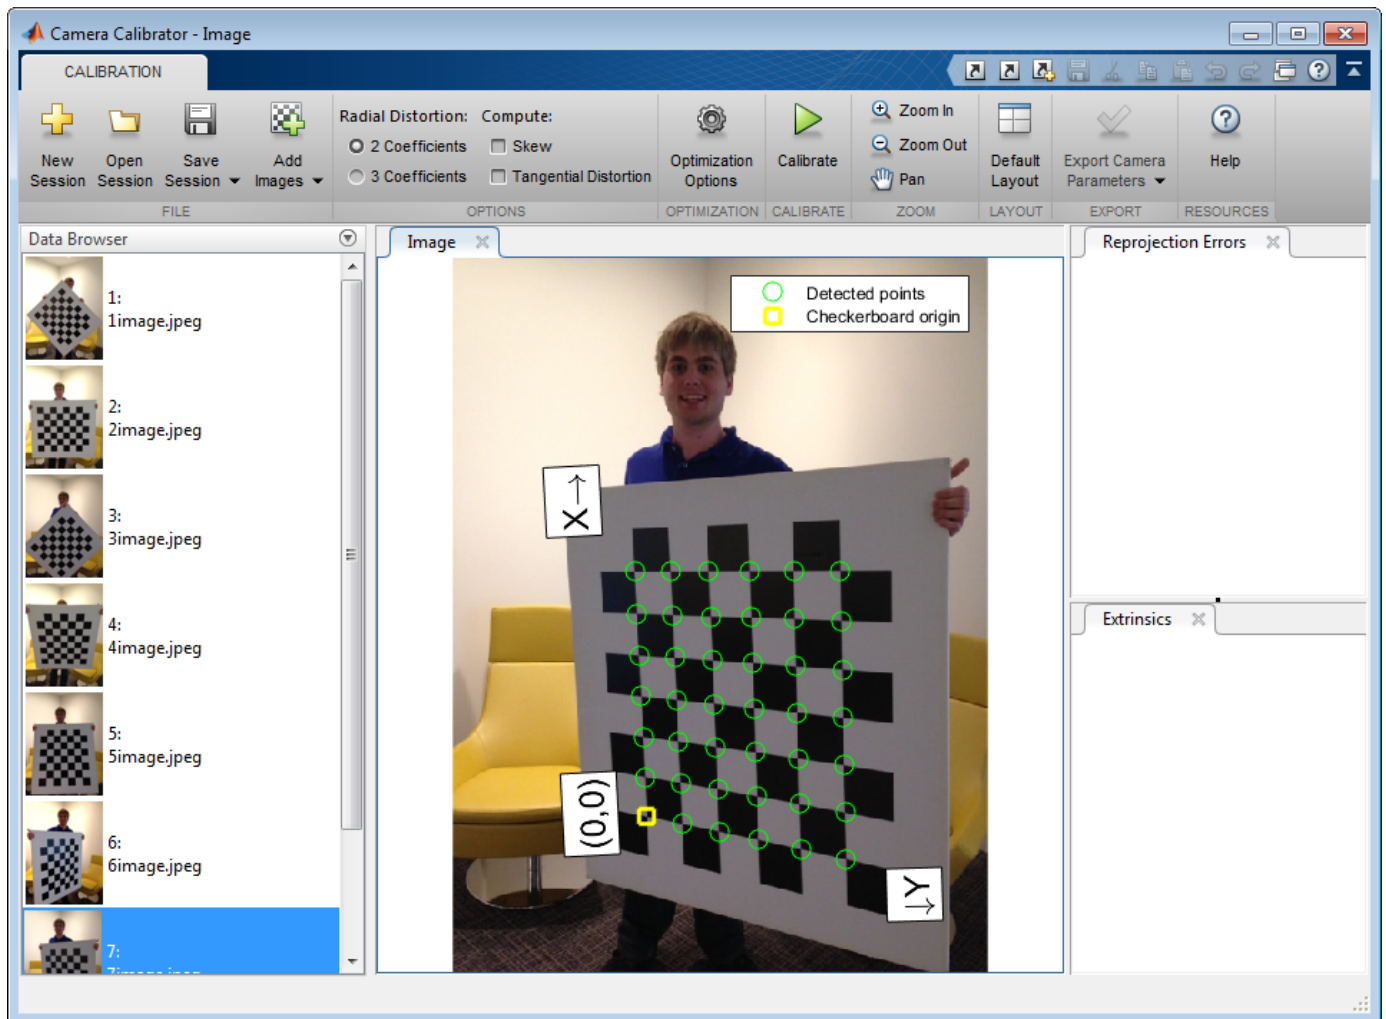 Camera Calibrator - Image
CALIBRATION
New Session
Open Session
Save Session
Add Images
Radial Distortion:
2 Coefficients
3 Coefficients
Compute:
Skew
Tangential Distortion
Optimization Options
Calibrate
Zoom In
Zoom Out
Pan
Default Layout
Export Camera Parameters
Help
FILE
OPTIONS
OPTIMIZATION
CALIBRATE
ZOOM
LAYOUT
EXPORT
RESOURCES
Data Browser
1:
1image.jpeg
2:
2image.jpeg
3:
3image.jpeg
4:
4image.jpeg
5:
5image.jpeg
6:
6image.jpeg
7:
7image.jpeg
Image
Detected points
Checkerboard origin
X→
(0,0)
Y→
Reprojection Errors
Extrinsics